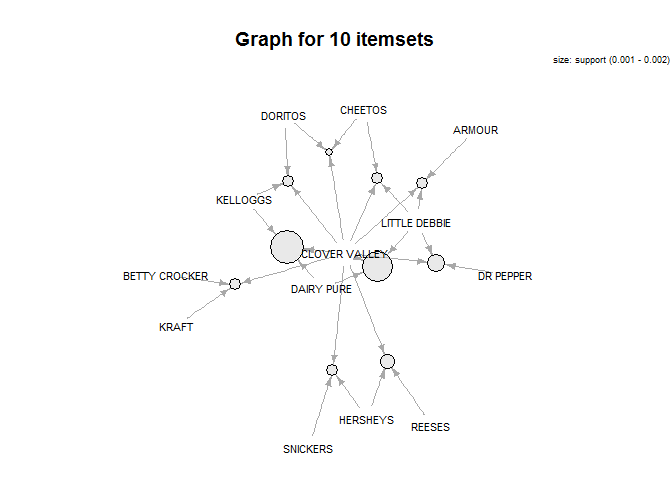 Graph for 10 itemsets
size: support (0.001 - 0.002)
CHEETOS
DORITOS
ARMOUR
KELLOGGS
LITTLE DEBBIE
CLOVER VALLEY
BETTY CROCKER
DR PEPPER
DAIRY PURE
KRAFT
HERSHEYS
REESES
SNICKERS